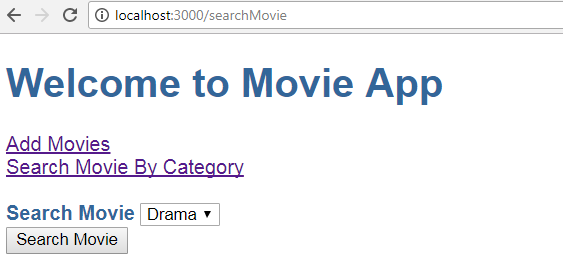 localhost:3000/searchMovie
Welcome to Movie App
Add Movies
Search Movie By Category
Search Movie Drama
Search Movie